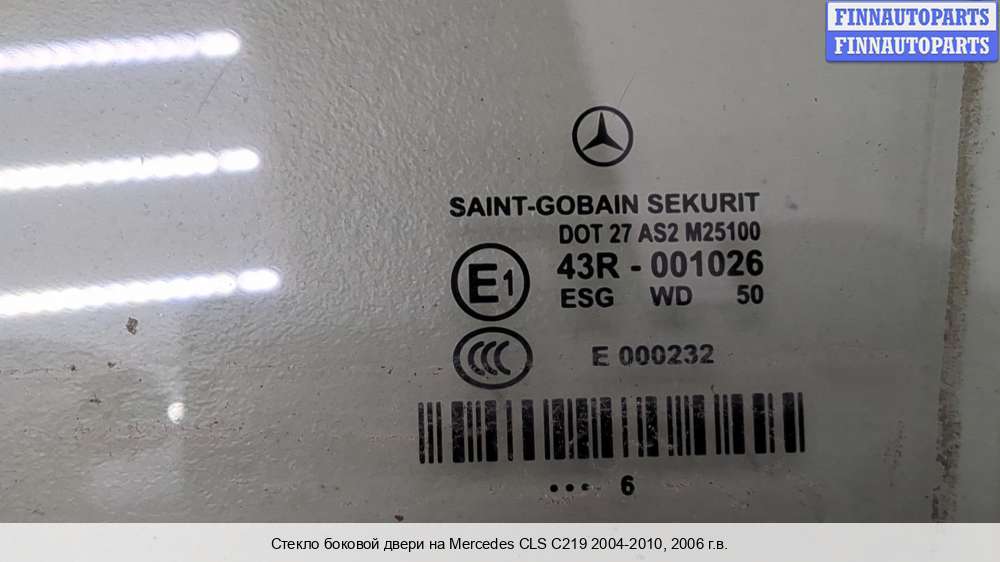 FINNAUTOPARTS
FINNAUTOPARTS
SAINT-GOBAIN SEKURIT
DOT 27 AS2 M25100
E1
43R - 001026
ESG WD 50
CCC
E 000232
... 6
Стекло боковой двери на Mercedes CLS C219 2004-2010, 2006 г.в.